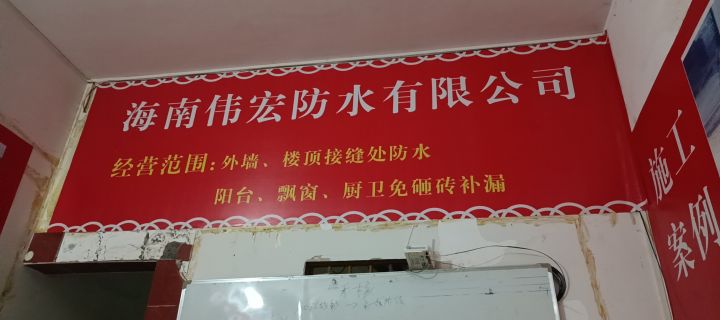 海南伟宏防水有限公司
经营范围:外墙、楼顶接缝处防水
阳台、飘窗、厨卫免砸砖补漏
施工
案例